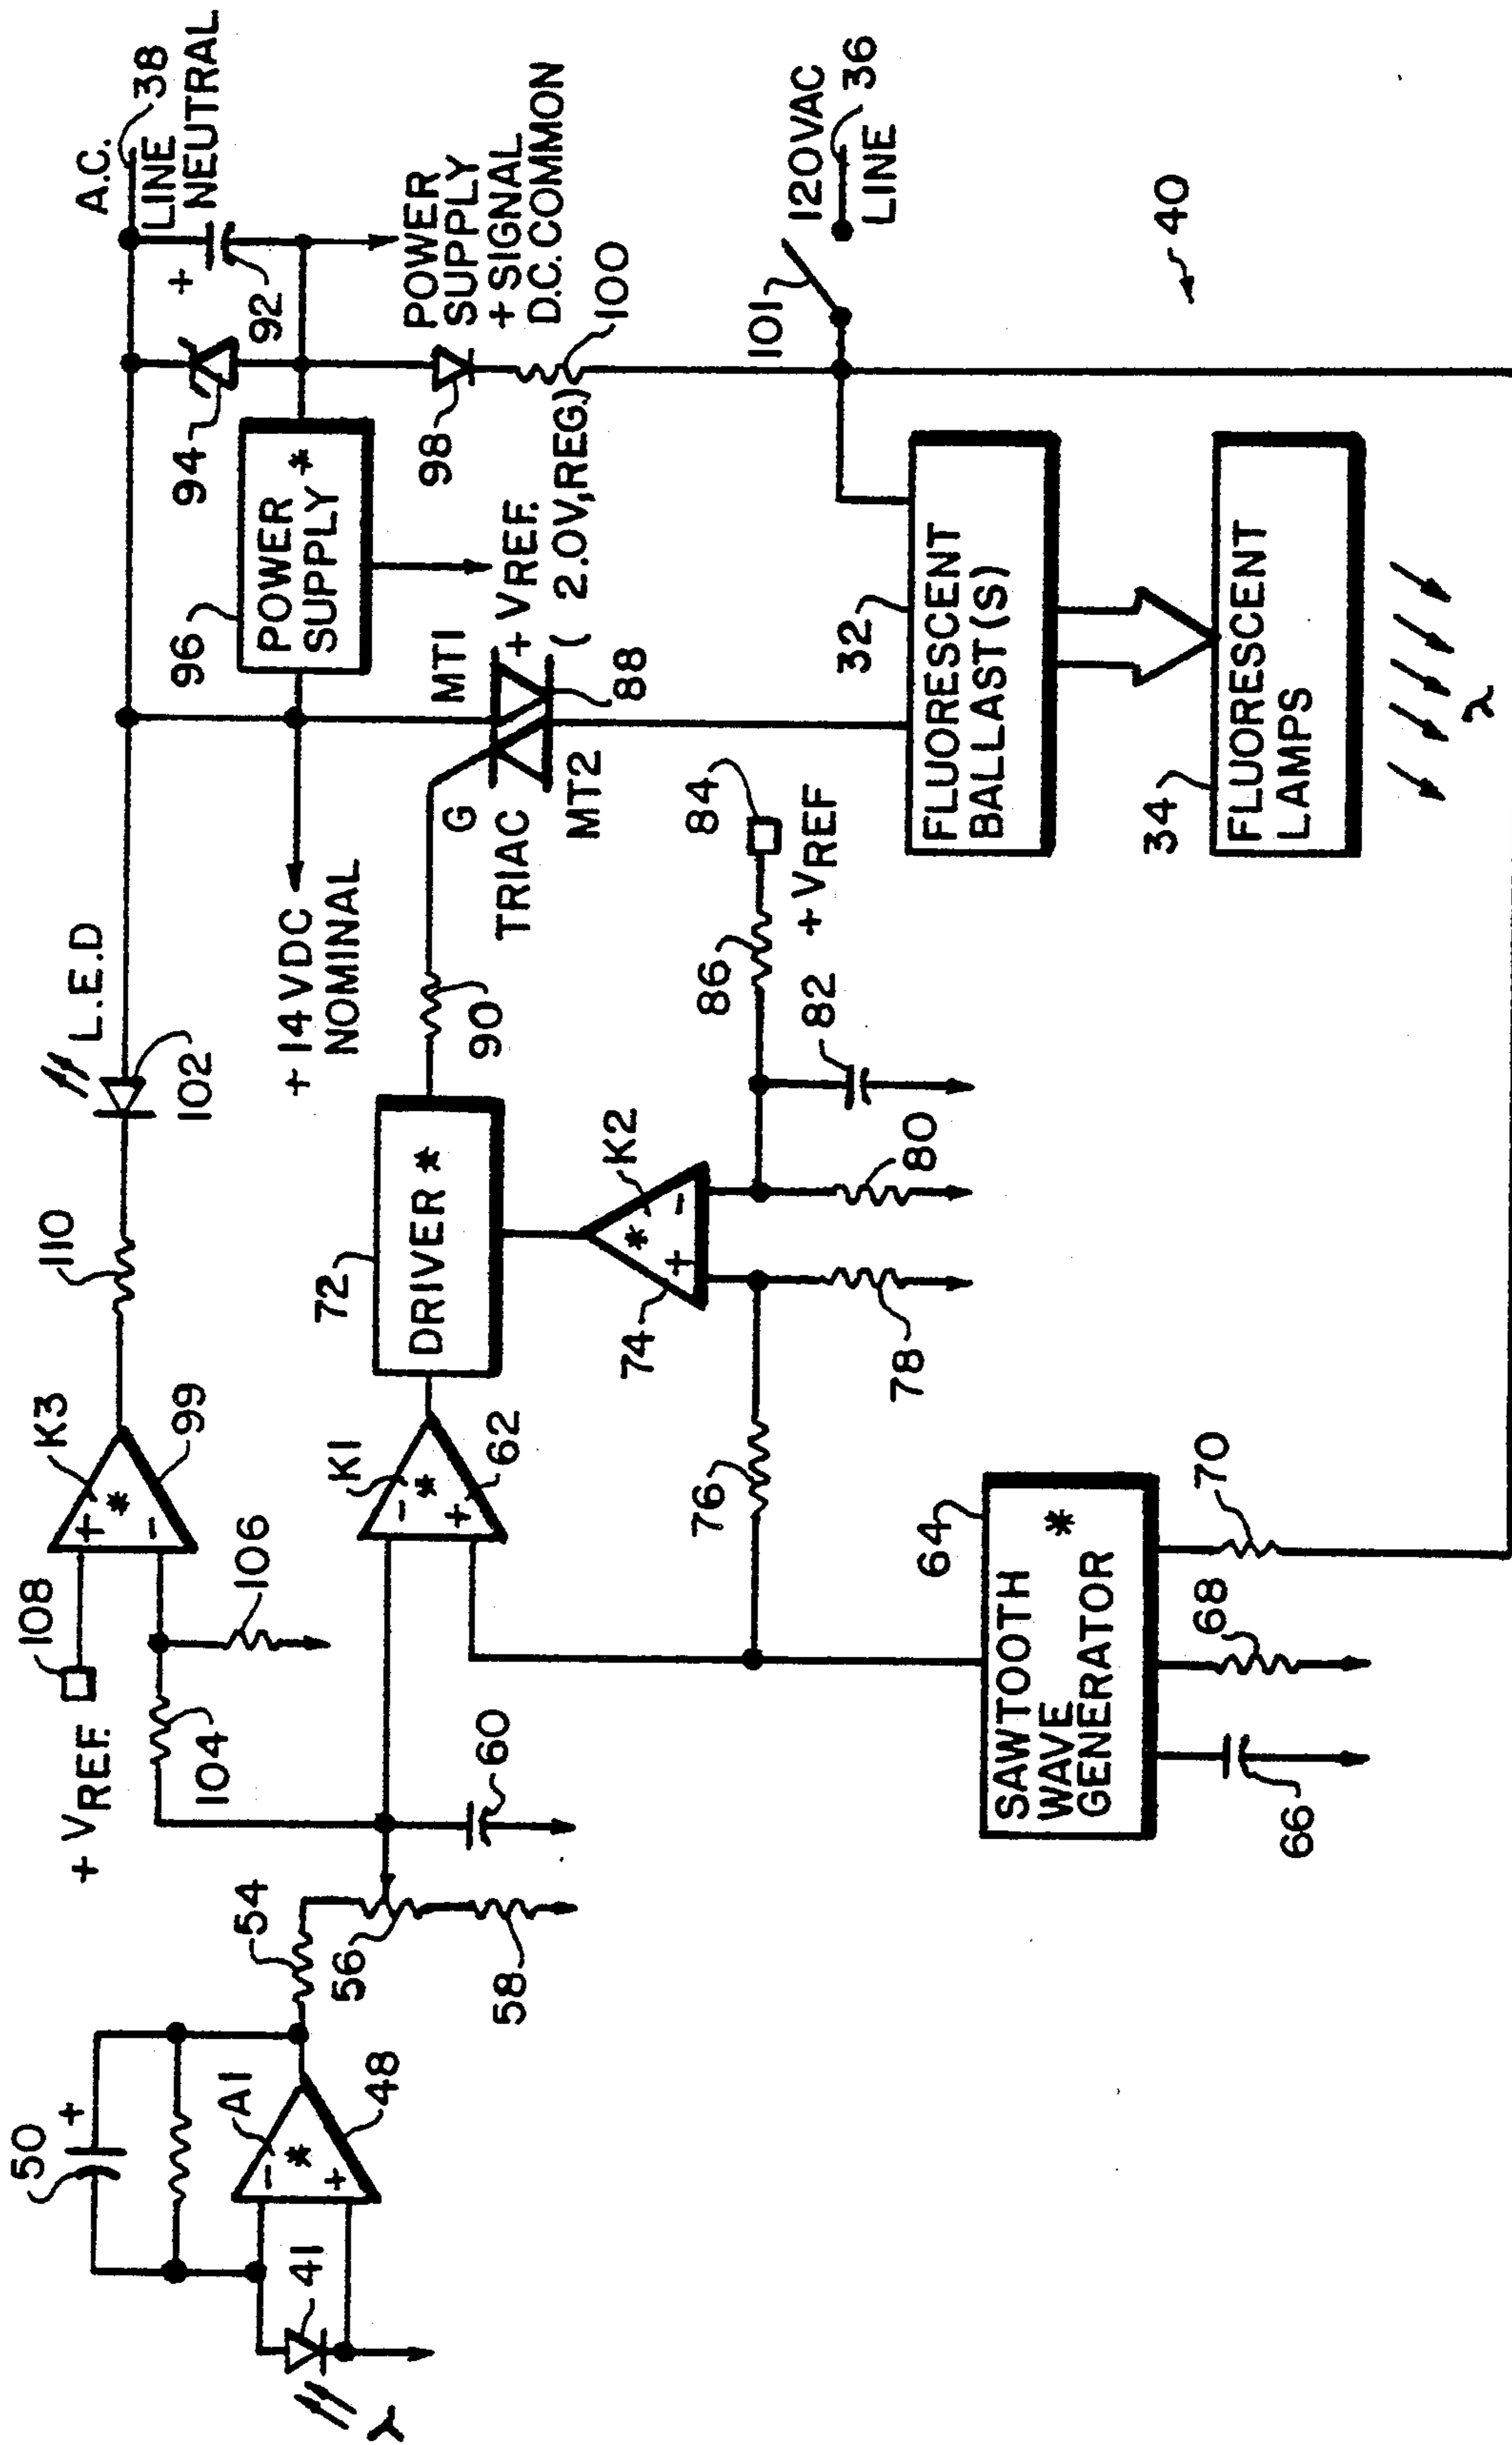 50
+
A1
-
*
+
48
41
λ
54
56
58
60
+ VREF.
108
104
106
K3
+
*
-
99
110
L.E.D
102
A.C.
38
LINE
NEUTRAL
+
92
94
96
POWER *
SUPPLY
POWER
SUPPLY
+ SIGNAL
D.C. COMMON
98
100
+ 14 VDC
NOMINAL
MT1
+ VREF.
( 2.0V,REG)
G
TRIAC
MT2
88
90
K1
-
*
+
62
72
DRIVER *
K2
74
+
*
-
76
78
80
82
86
84
+ VREF
101
120VAC
36
LINE
32
FLUORESCENT
BALLAST(S)
34
FLUORESCENT
LAMPS
λ
64
SAWTOOTH
WAVE *
GENERATOR
66
68
70
40